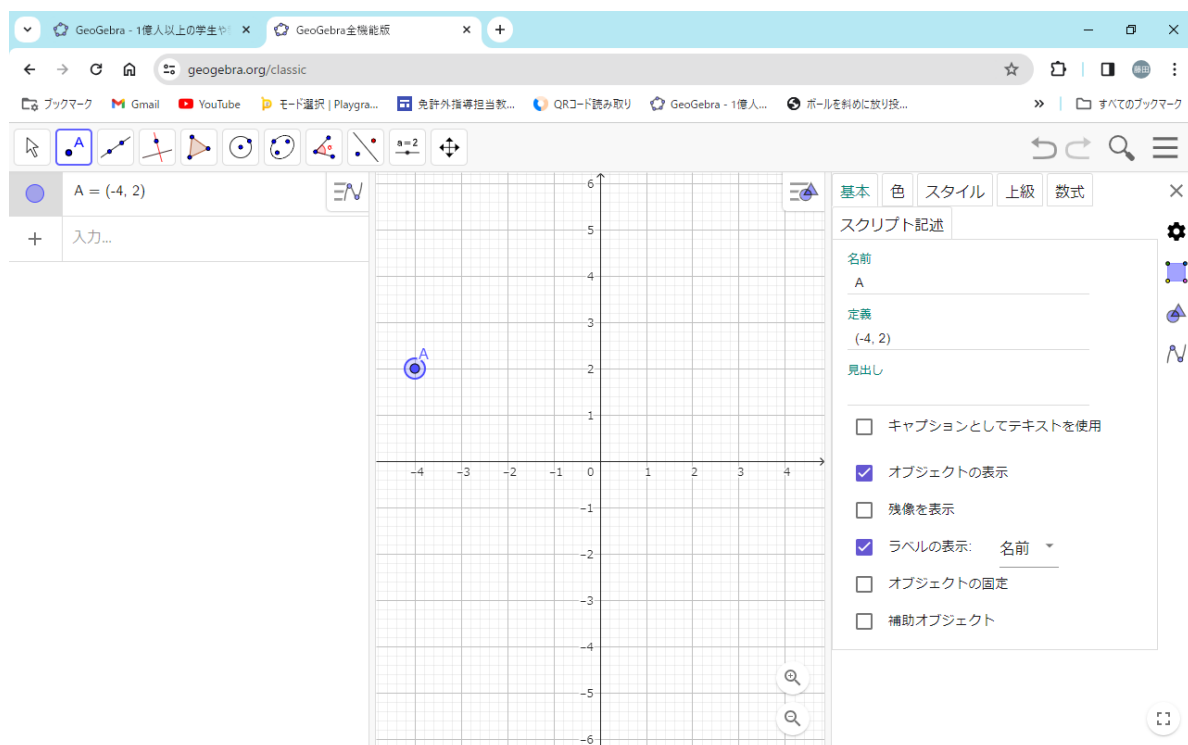 GeoGebra - 1億人以上の学生や
GeoGebra全機能版
geogebra.org/classic
藤田
ブックマーク
Gmail
YouTube
モード選択 | Playgra...
免許外指導担当教...
QRコード読み取り
GeoGebra - 1億人...
ボールを斜めに放り投...
»
すべてのブックマーク
A
a=2
A = (-4, 2)
入力...
6
5
4
3
2
1
0
-1
-2
-3
-4
-5
-6
-4 -3 -2 -1 1 2 3 4
A
基本 色 スタイル 上級 数式
スクリプト記述
名前
A
定義
(-4, 2)
見出し
キャプションとしてテキストを使用
オブジェクトの表示
残像を表示
ラベルの表示: 名前
オブジェクトの固定
補助オブジェクト